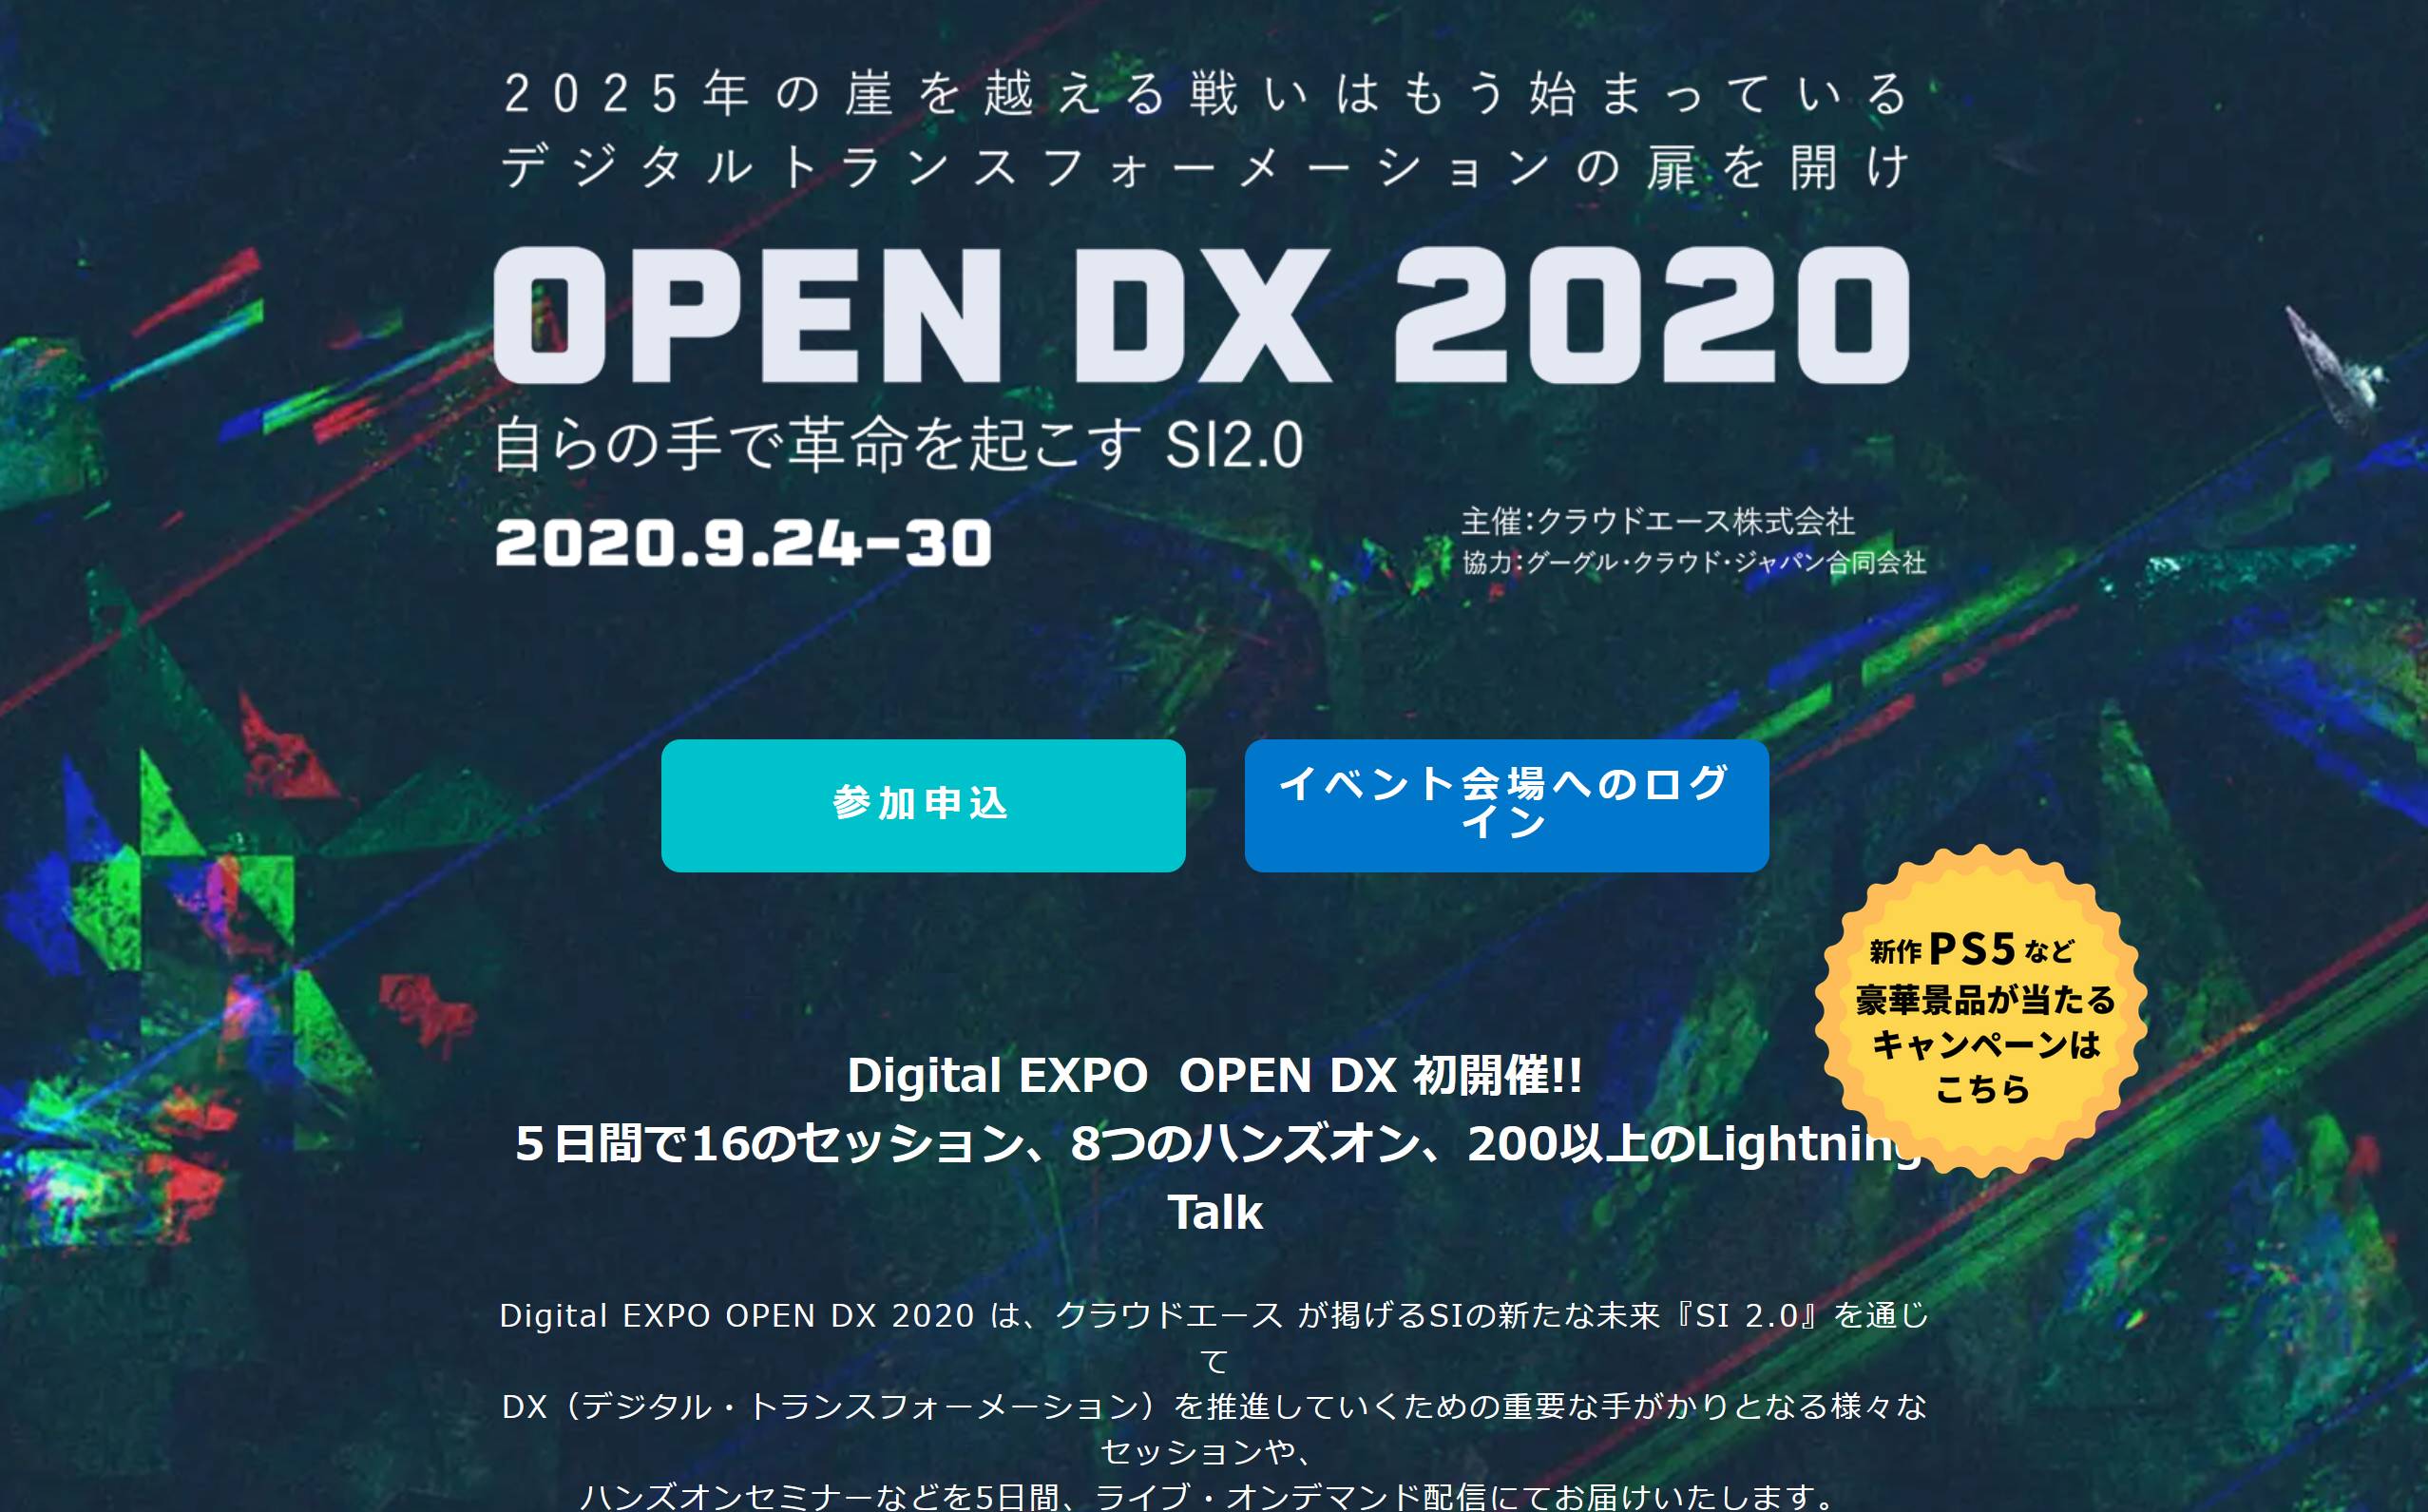 2025年の崖を越える戦いはもう始まっている
デジタルトランスフォーメーションの扉を開け
OPEN DX 2020
自らの手で革命を起こす SI2.0
2020.9.24-30
主催：クラウドエース株式会社
協力：グーグル・クラウド・ジャパン合同会社
参加申込
イベント会場へのログ
イン
新作 PS5 など
豪華景品が当たる
キャンペーンは
こちら
Digital EXPO OPEN DX 初開催!!
５日間で16のセッション、8つのハンズオン、200以上のLightning
Talk
Digital EXPO OPEN DX 2020 は、クラウドエース が掲げるSIの新たな未来『SI 2.0』を通じ
て
DX（デジタル・トランスフォーメーション）を推進していくための重要な手がかりとなる様々な
セッションや、
ハンズオンセミナーなどを5日間、ライブ・オンデマンド配信にてお届けいたします。